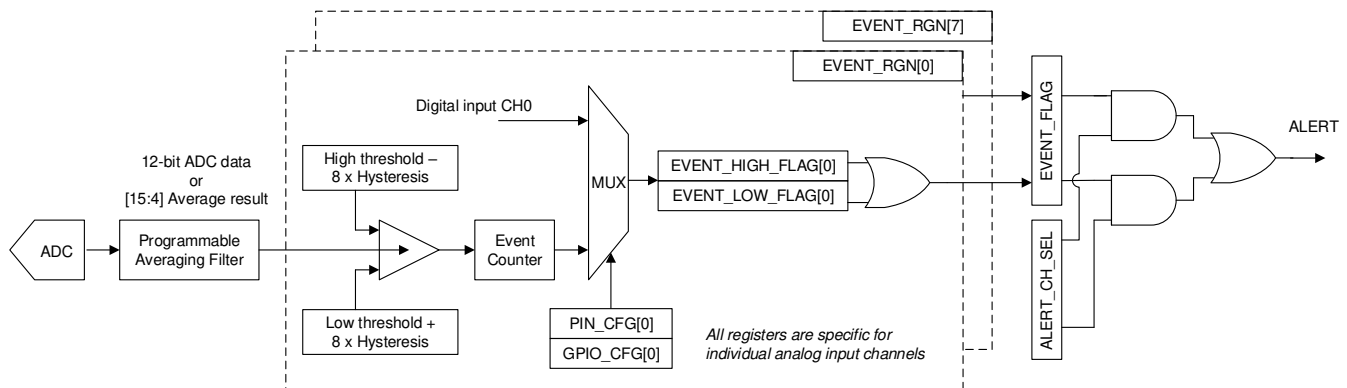 EVENT_RGN[7]
EVENT_RGN[0]
Digital input CH0
ALERT
12-bit ADC data
or
[15:4] Average result
High threshold –
8 x Hysteresis
MUX
EVENT_HIGH_FLAG[0]
EVENT_LOW_FLAG[0]
EVENT_FLAG
ADC
Programmable
Averaging Filter
Event
Counter
Low threshold +
8 x Hysteresis
PIN_CFG[0]
GPIO_CFG[0]
All registers are specific for
individual analog input channels
ALERT_CH_SEL